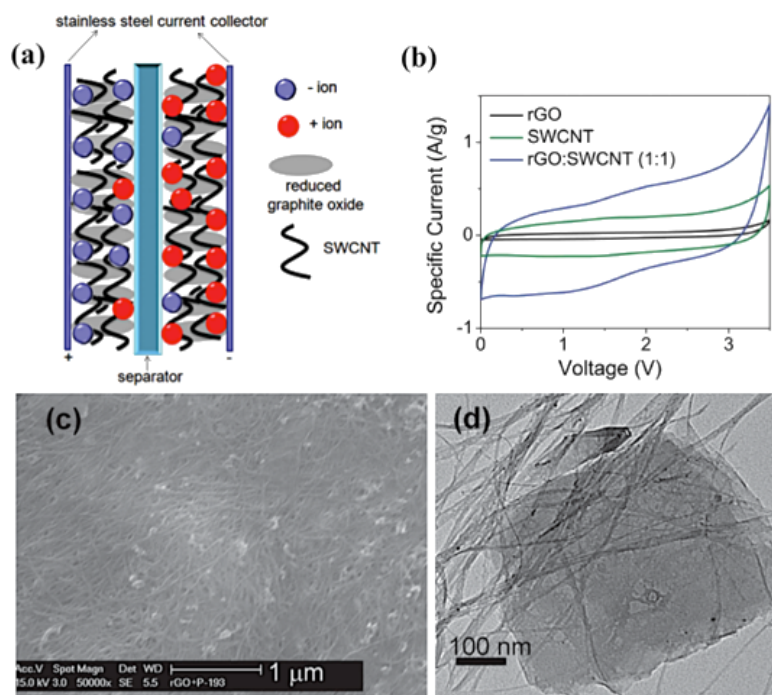 stainless steel current collector
(a)
- ion
+ ion
reduced
graphite oxide
SWCNT
+
-
separator
(b)
rGO
SWCNT
rGO:SWCNT (1:1)
Specific Current (A/g)
1
0
-1
0
1
2
3
Voltage (V)
(c)
Acc.V Spot Magn Det WD
15.0 kV 3.0 50000x SE 5.5 rGO+P-193
1 μm
(d)
100 nm